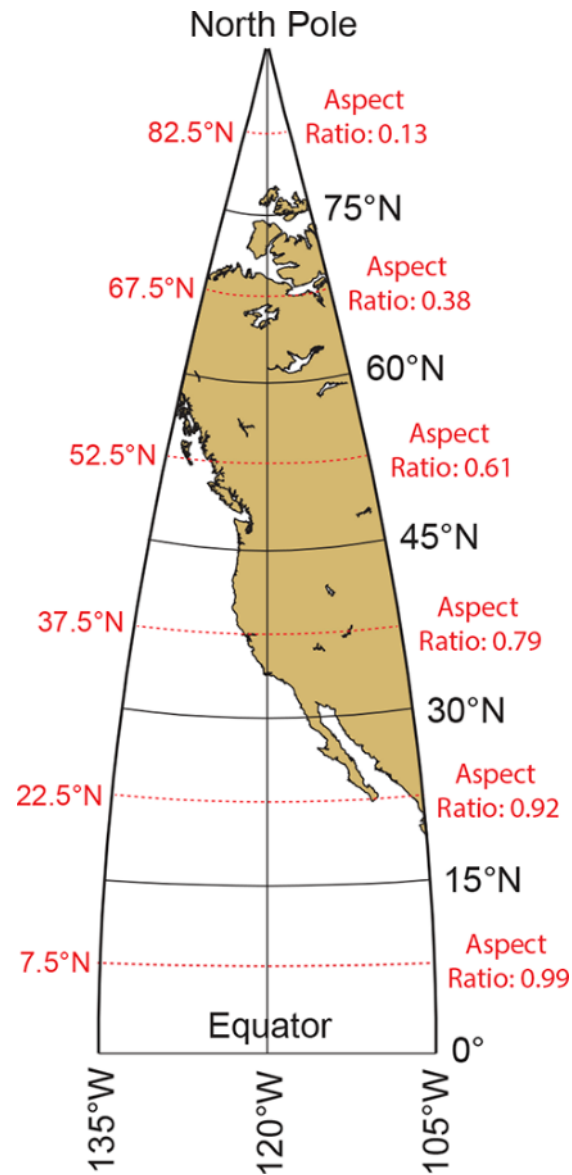 North Pole
Aspect
Ratio: 0.13
82.5°N
75°N
Aspect
Ratio: 0.38
67.5°N
60°N
Aspect
Ratio: 0.61
52.5°N
45°N
Aspect
Ratio: 0.79
37.5°N
30°N
Aspect
Ratio: 0.92
22.5°N
15°N
Aspect
Ratio: 0.99
7.5°N
Equator
0°
135°W
120°W
105°W